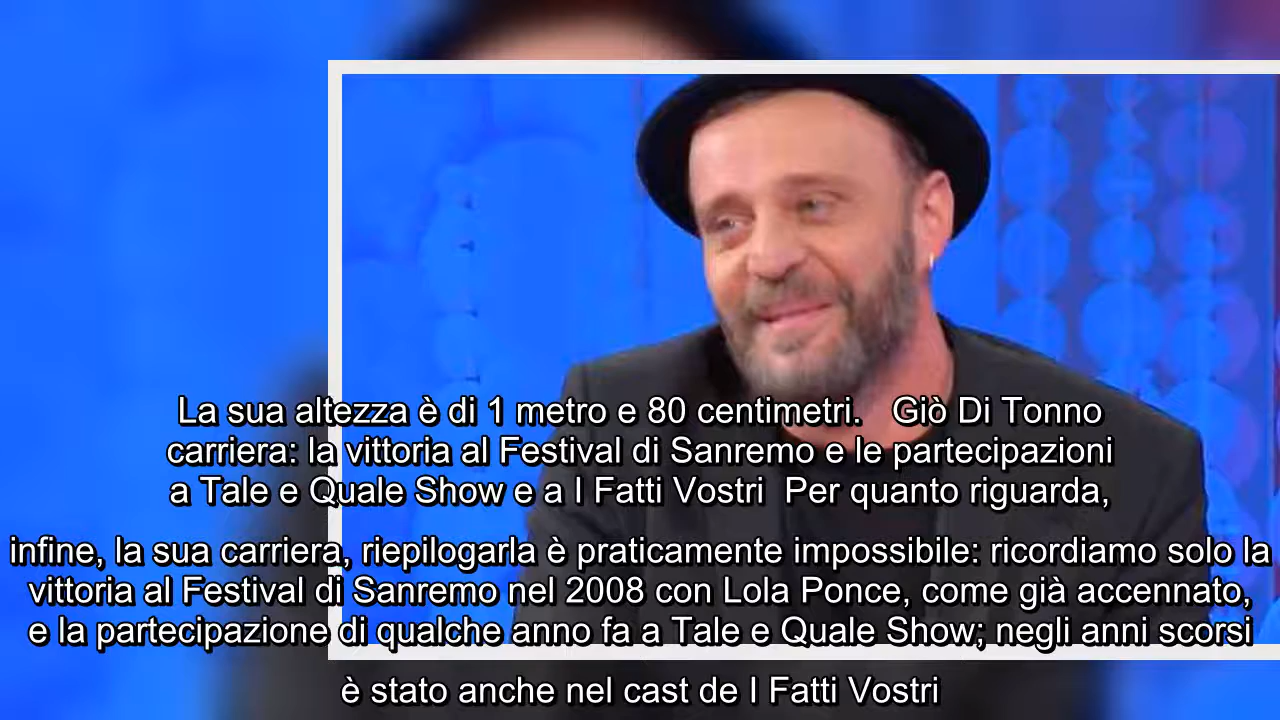 La sua altezza è di 1 metro e 80 centimetri.   Giò Di Tonno
carriera: la vittoria al Festival di Sanremo e le partecipazioni
a Tale e Quale Show e a I Fatti Vostri  Per quanto riguarda,
infine, la sua carriera, riepilogarla è praticamente impossibile: ricordiamo solo la
vittoria al Festival di Sanremo nel 2008 con Lola Ponce, come già accennato,
e la partecipazione di qualche anno fa a Tale e Quale Show; negli anni scorsi
è stato anche nel cast de I Fatti Vostri